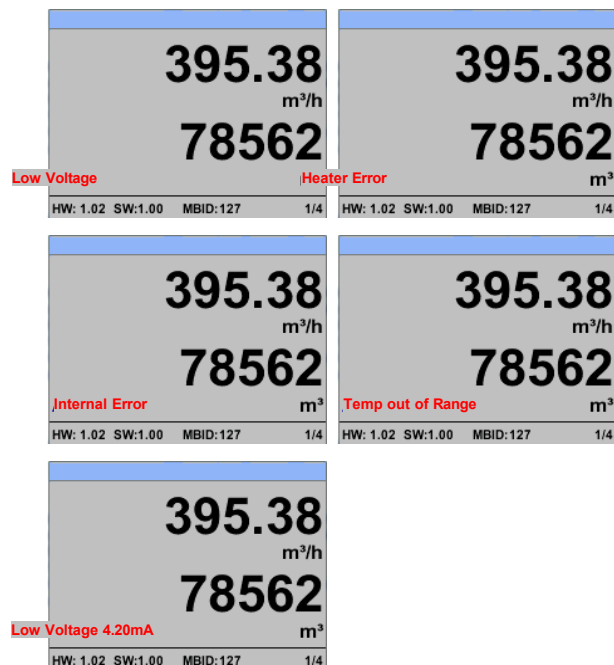 395.38
m³/h
78562
Low Voltage
HW: 1.02 SW:1.00 MBID:127 1/4
395.38
m³/h
78562
Heater Error m³
HW: 1.02 SW:1.00 MBID:127 1/4
395.38
m³/h
78562
Internal Error m³
HW: 1.02 SW:1.00 MBID:127 1/4
395.38
m³/h
78562
Temp out of Range m³
HW: 1.02 SW:1.00 MBID:127 1/4
395.38
m³/h
78562
Low Voltage 4.20mA m³
HW: 1.02 SW:1.00 MBID:127 1/4